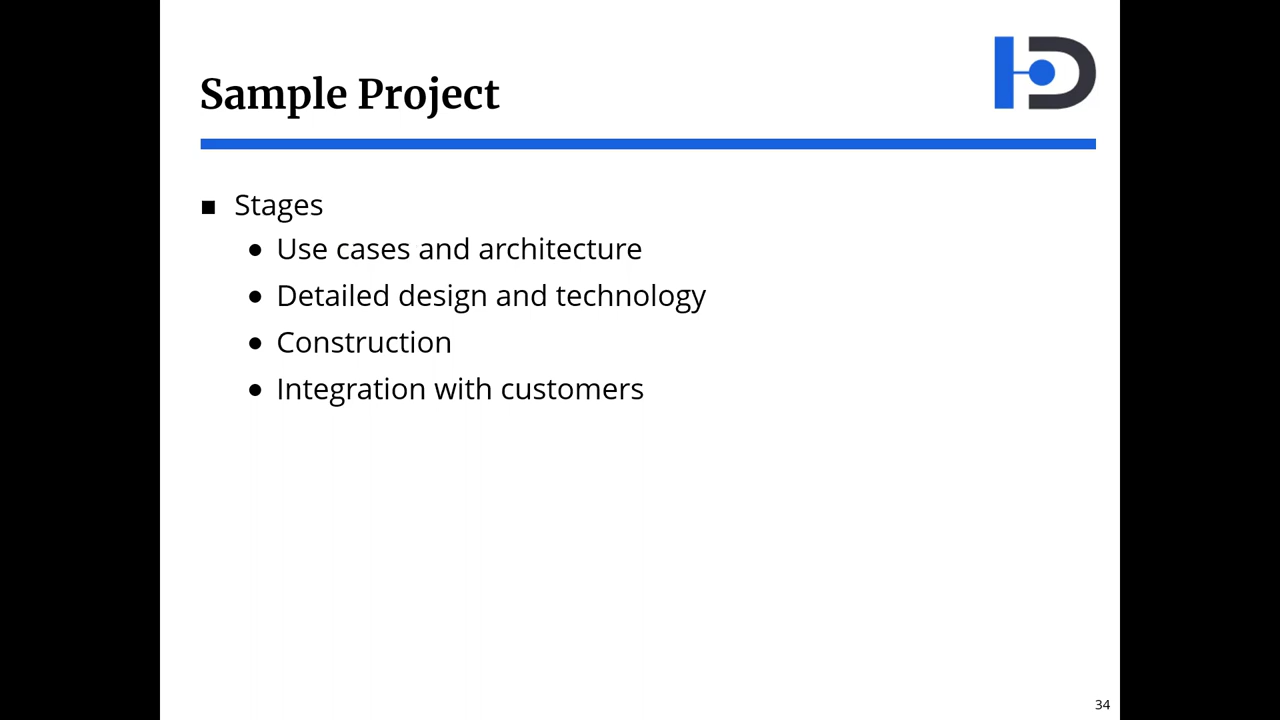 Sample Project
Stages
Use cases and architecture
Detailed design and technology
Construction
Integration with customers
34